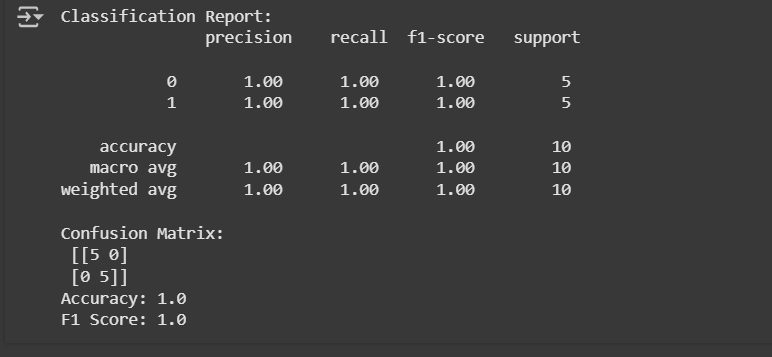 Classification Report:
              precision    recall  f1-score   support

           0       1.00      1.00      1.00         5
           1       1.00      1.00      1.00         5

    accuracy                           1.00        10
   macro avg       1.00      1.00      1.00        10
weighted avg       1.00      1.00      1.00        10

Confusion Matrix:
 [[5 0]
 [0 5]]
Accuracy: 1.0
F1 Score: 1.0